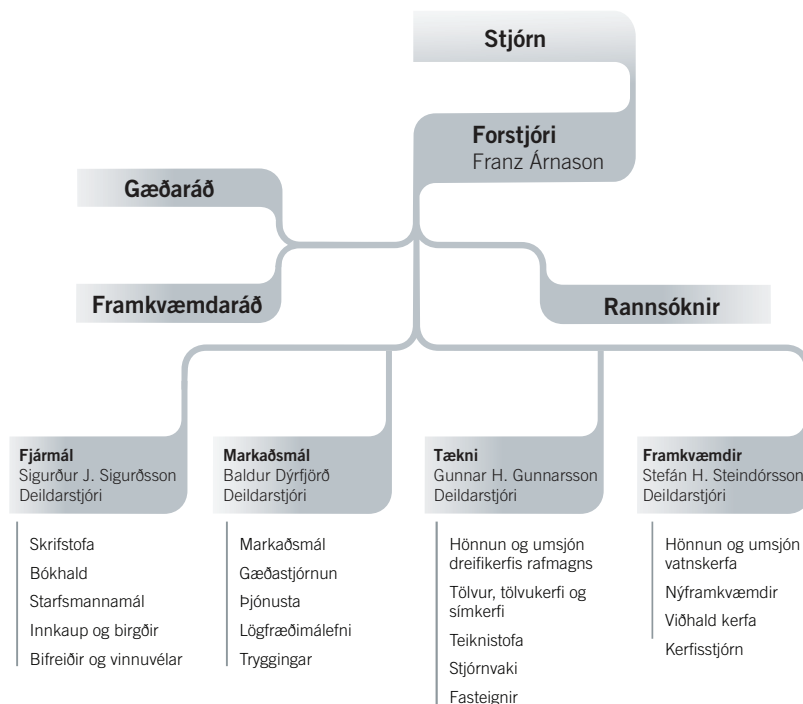 Stjórn
Forstjóri
Franz Árnason
Gæðaráð
Framkvæmdaráð
Rannsóknir
Fjármál
Sigurður J. Sigurðsson
Deildarstjóri
Skrifstofa
Bókhald
Starfsmannamál
Innkaup og birgðir
Bifreiðir og vinnuvélar
Markaðsmál
Baldur Dýrfjörð
Deildarstjóri
Markaðsmál
Gæðastjórnun
Þjónusta
Lögfræðimálefni
Tryggingar
Tækni
Gunnar H. Gunnarsson
Deildarstjóri
Hönnun og umsjón
dreifikerfis rafmagns
Tölvur, tölvukerfi og
símkerfi
Teiknistofa
Stjórnvaki
Fasteignir
Framkvæmdir
Stefán H. Steindórsson
Deildarstjóri
Hönnun og umsjón
vatnskerfa
Nýframkvæmdir
Viðhald kerfa
Kerfisstjórn